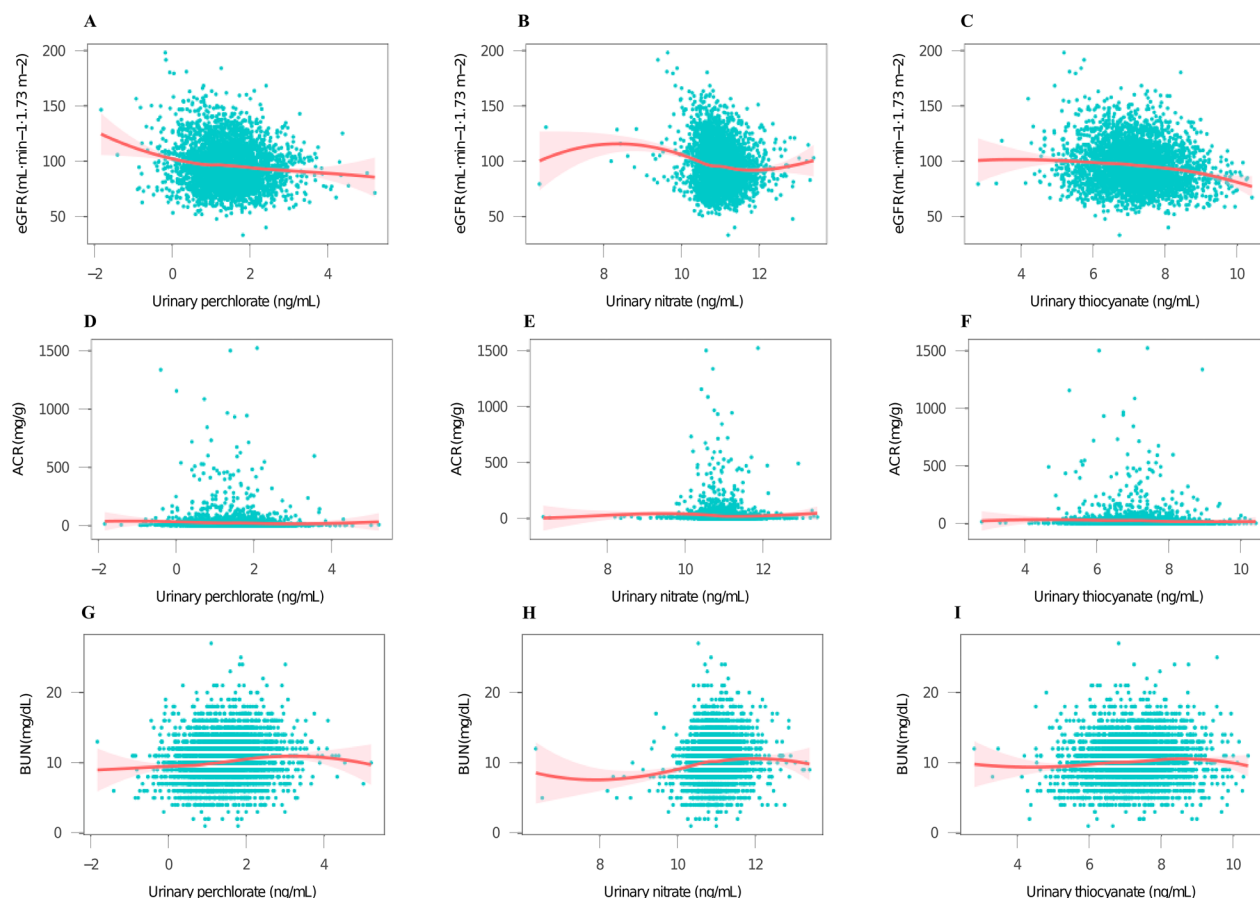 A
B
C
200
150
100
50
eGFR(mL·min−1·1.73 m−2)
−2
0
2
4
Urinary perchlorate (ng/mL)
200
150
100
50
eGFR(mL·min−1·1.73 m−2)
8
10
12
Urinary nitrate (ng/mL)
200
150
100
50
eGFR(mL·min−1·1.73 m−2)
4
6
8
10
Urinary thiocyanate (ng/mL)
D
E
F
1500
1000
500
0
ACR(mg/g)
−2
0
2
4
Urinary perchlorate (ng/mL)
1500
1000
500
0
ACR(mg/g)
8
10
12
Urinary nitrate (ng/mL)
1500
1000
500
0
ACR(mg/g)
4
6
8
10
Urinary thiocyanate (ng/mL)
G
H
I
20
10
0
BUN(mg/dL)
−2
0
2
4
Urinary perchlorate (ng/mL)
20
10
0
BUN(mg/dL)
8
10
12
Urinary nitrate (ng/mL)
20
10
0
BUN(mg/dL)
4
6
8
10
Urinary thiocyanate (ng/mL)